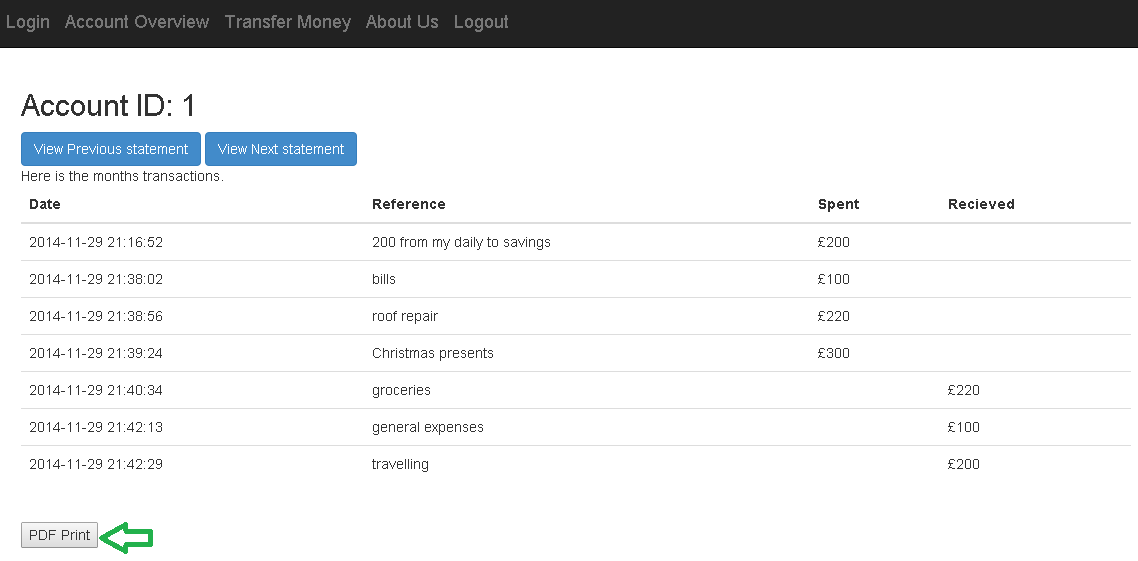 Login Account Overview Transfer Money About Us Logout
Account ID: 1
View Previous statement View Next statement
Here is the months transactions.
Date Reference Spent Recieved
2014-11-29 21:16:52 200 from my daily to savings £200
2014-11-29 21:38:02 bills £100
2014-11-29 21:38:56 roof repair £220
2014-11-29 21:39:24 Christmas presents £300
2014-11-29 21:40:34 groceries £220
2014-11-29 21:42:13 general expenses £100
2014-11-29 21:42:29 travelling £200
PDF Print